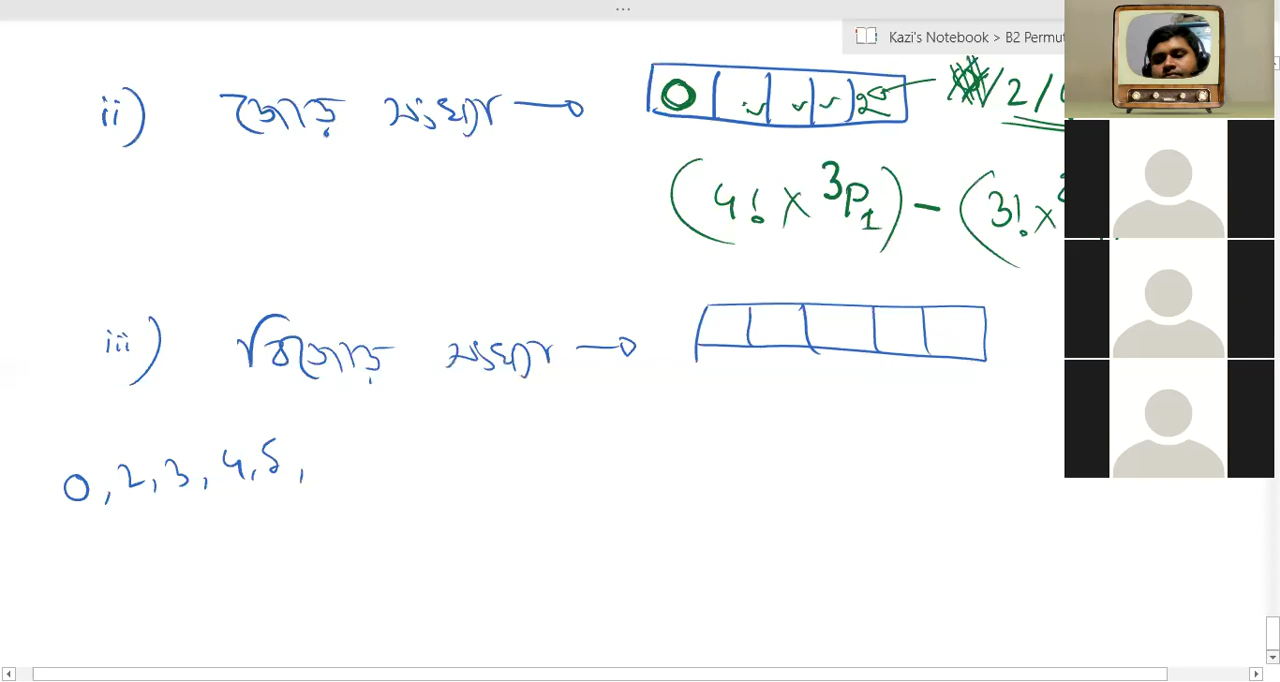 ...
Kazi's Notebook > B2 Permut
ii) জোড় সংখ্যা → 0 2 ← / 2 /
(4! × ³P₁) − (3! ×
iii) বিজোড় সংখ্যা →
0, 2, 3, 4, 5,